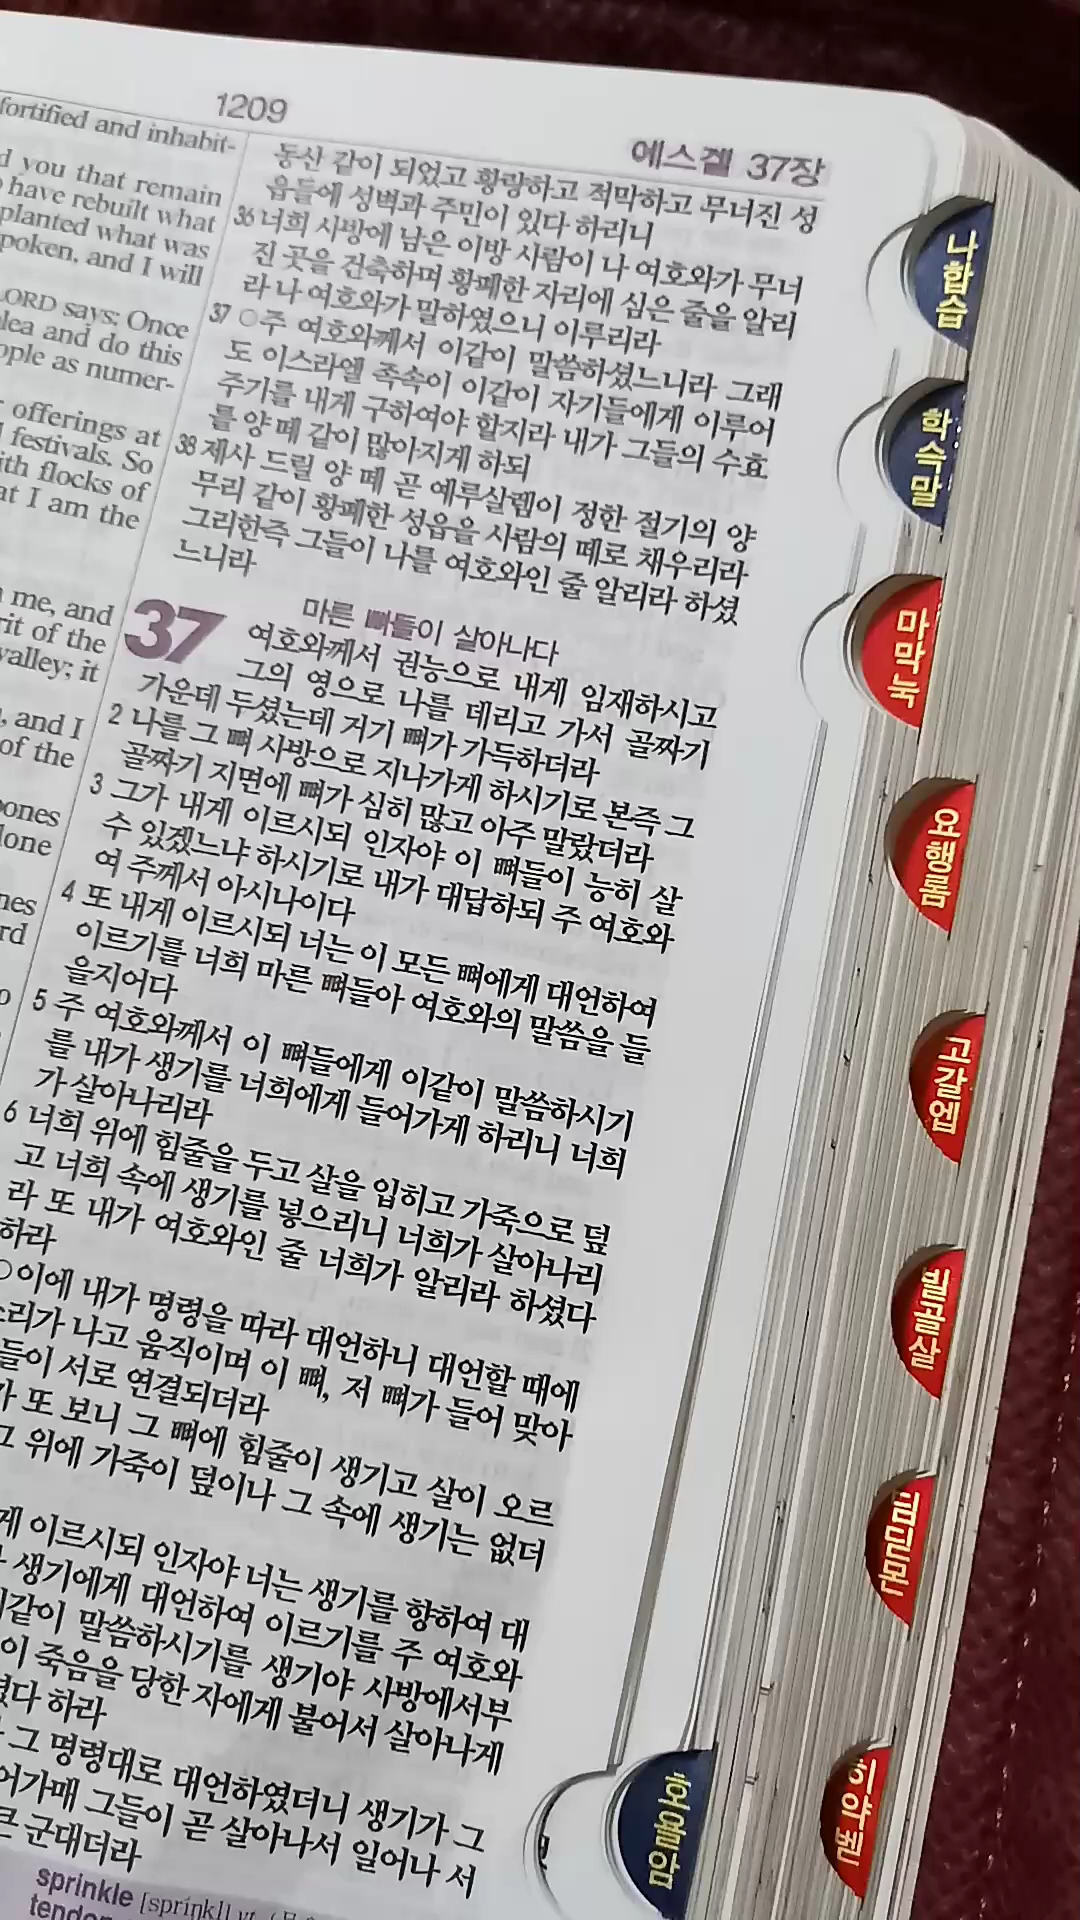 1209
에스겔 37장
fortified and inhabit-
d you that remain
have rebuilt what
planted what was
poken, and I will
LORD says: Once
lea and do this
ople as numer-
offerings at
festivals. So
ith flocks of
at I am the
me, and
rit of the
valley; it
, and I
of the
ones
lone
nes
rd
동산 같이 되었고 황량하고 적막하고 무너진 성
읍들에 성벽과 주민이 있다 하리니
36 너희 사방에 남은 이방 사람이 나 여호와가 무너
진 곳을 건축하며 황폐한 자리에 심은 줄을 알리
라 나 여호와가 말하였으니 이루리라
37 ○주 여호와께서 이같이 말씀하셨느니라 그래
도 이스라엘 족속이 이같이 자기들에게 이루어
주기를 내게 구하여야 할지라 내가 그들의 수효
를 양 떼 같이 많아지게 하되
38 제사 드릴 양 떼 곧 예루살렘이 정한 절기의 양
무리 같이 황폐한 성읍을 사람의 떼로 채우리라
그리한즉 그들이 나를 여호와인 줄 알리라 하셨
느니라
마른 뼈들이 살아나다
37 여호와께서 권능으로 내게 임재하시고
그의 영으로 나를 데리고 가서 골짜기
가운데 두셨는데 거기 뼈가 가득하더라
2 나를 그 뼈 사방으로 지나가게 하시기로 본즉 그
골짜기 지면에 뼈가 심히 많고 아주 말랐더라
3 그가 내게 이르시되 인자야 이 뼈들이 능히 살
수 있겠느냐 하시기로 내가 대답하되 주 여호와
여 주께서 아시나이다
4 또 내게 이르시되 너는 이 모든 뼈에게 대언하여
이르기를 너희 마른 뼈들아 여호와의 말씀을 들
을지어다
5 주 여호와께서 이 뼈들에게 이같이 말씀하시기
를 내가 생기를 너희에게 들어가게 하리니 너희
가 살아나리라
6 너희 위에 힘줄을 두고 살을 입히고 가죽으로 덮
고 너희 속에 생기를 넣으리니 너희가 살아나리
라 또 내가 여호와인 줄 너희가 알리라 하셨다
하라
○이에 내가 명령을 따라 대언하니 대언할 때에
소리가 나고 움직이며 이 뼈, 저 뼈가 들어 맞아
들이 서로 연결되더라
가 또 보니 그 뼈에 힘줄이 생기고 살이 오르
그 위에 가죽이 덮이나 그 속에 생기는 없더
게 이르시되 인자야 너는 생기를 향하여 대
생기에게 대언하여 이르기를 주 여호와
이같이 말씀하시기를 생기야 사방에서부
이 죽음을 당한 자에게 불어서 살아나게
였다 하라
그 명령대로 대언하였더니 생기가 그
어가매 그들이 곧 살아나서 일어나 서
큰 군대더라
sprinkle [spríŋkl] vt.
나합습
학슥말
마막눅
요행롬
고갈엡
빌골살
딤딛몬
히약벧
호욜암